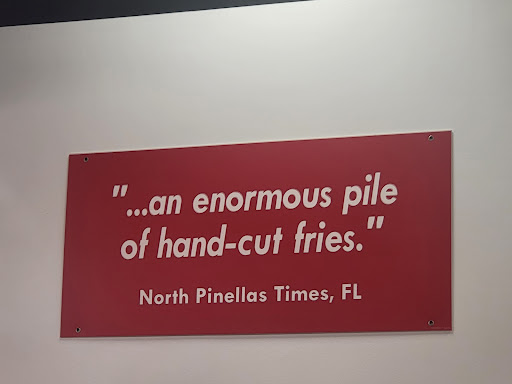 "...an enormous pile
of hand-cut fries."
North Pinellas Times, FL